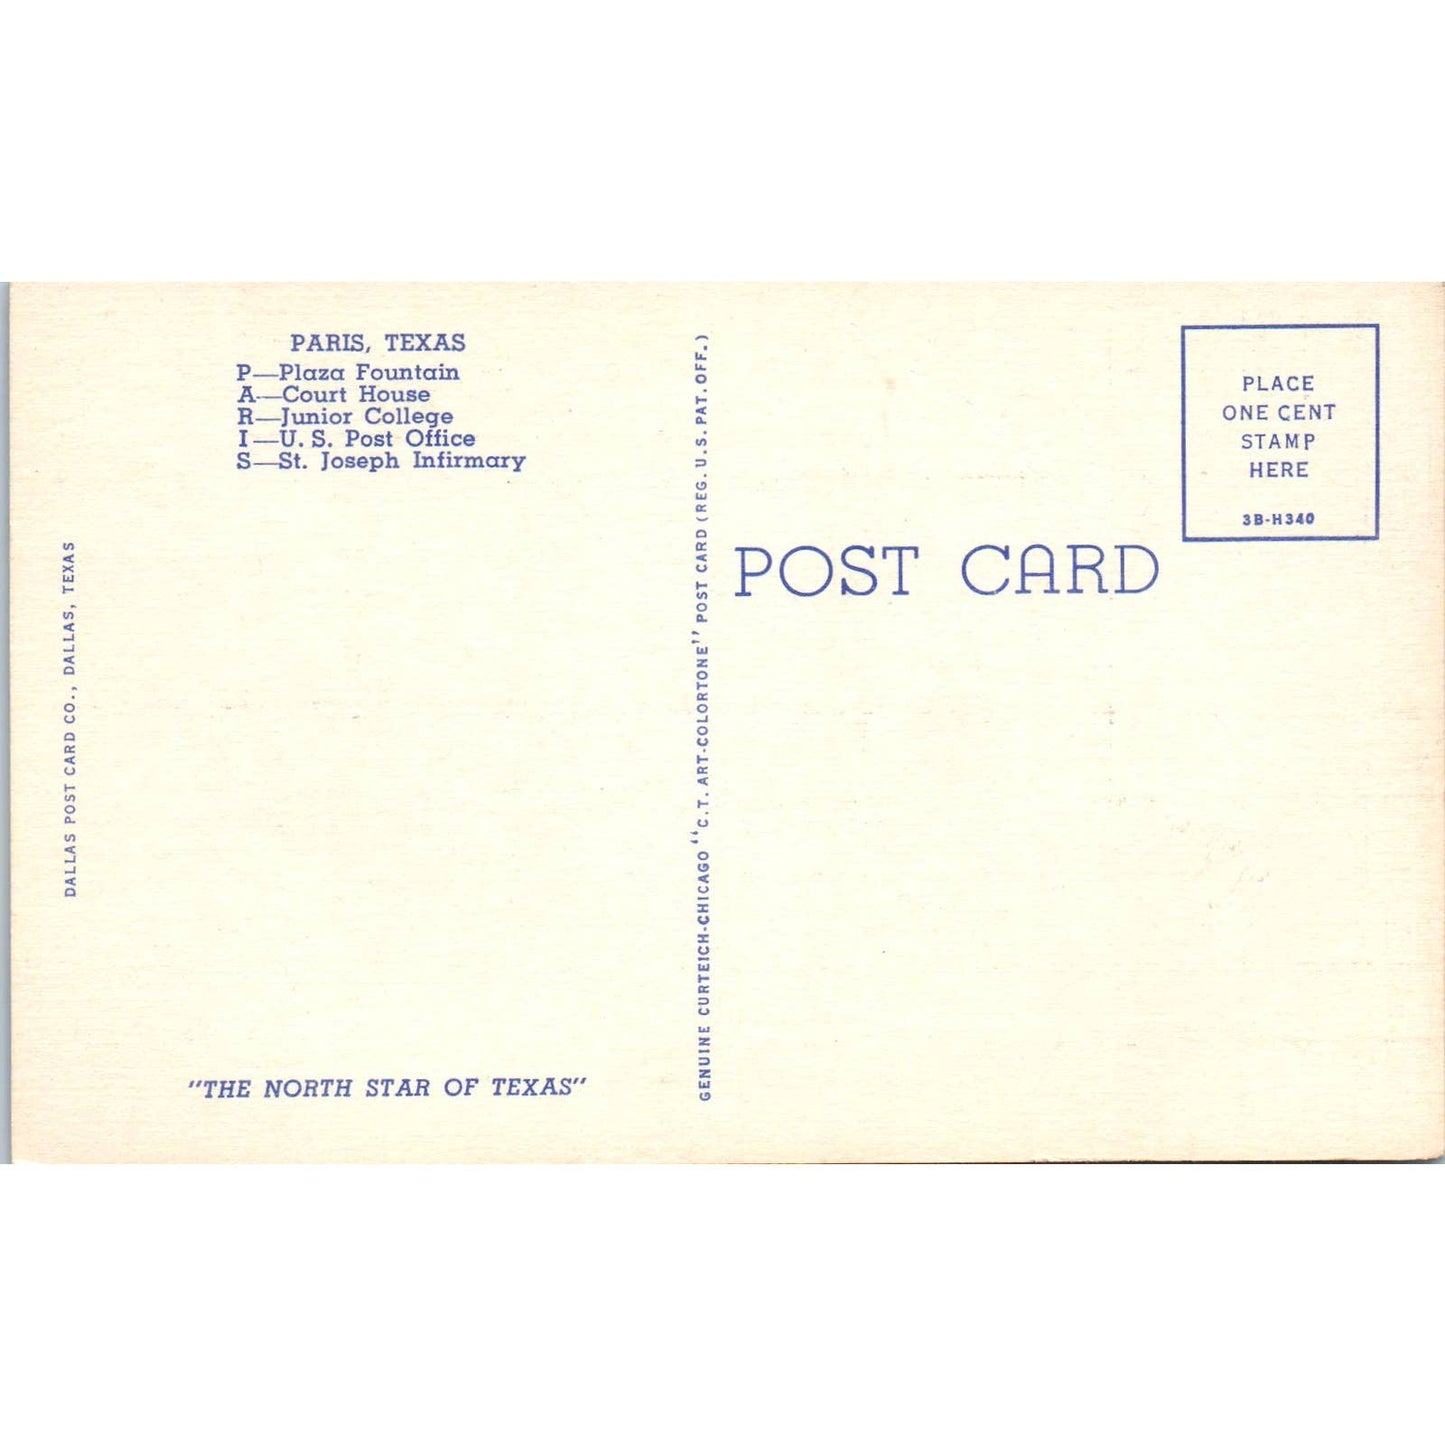 PARIS, TEXAS
P—Plaza Fountain
A—Court House
R—Junior College
I—U. S. Post Office
S—St. Joseph Infirmary
DALLAS POST CARD CO., DALLAS, TEXAS
"THE NORTH STAR OF TEXAS"
GENUINE CURTEICH-CHICAGO "C.T. ART-COLORTONE" POST CARD (REG. U.S. PAT. OFF.)
POST CARD
PLACE
ONE CENT
STAMP
HERE
3B-H340